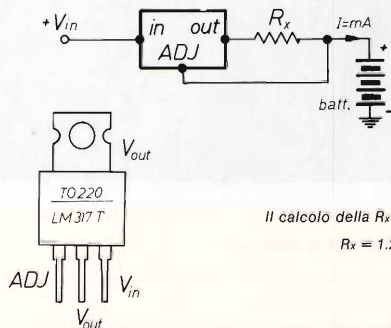 +Vin
in out
ADJ
Rx
I=mA
+
batt.
-
Vout
TO220
LM317T
ADJ
Vin
Vout
Il calcolo della Rx
Rx = 1.2